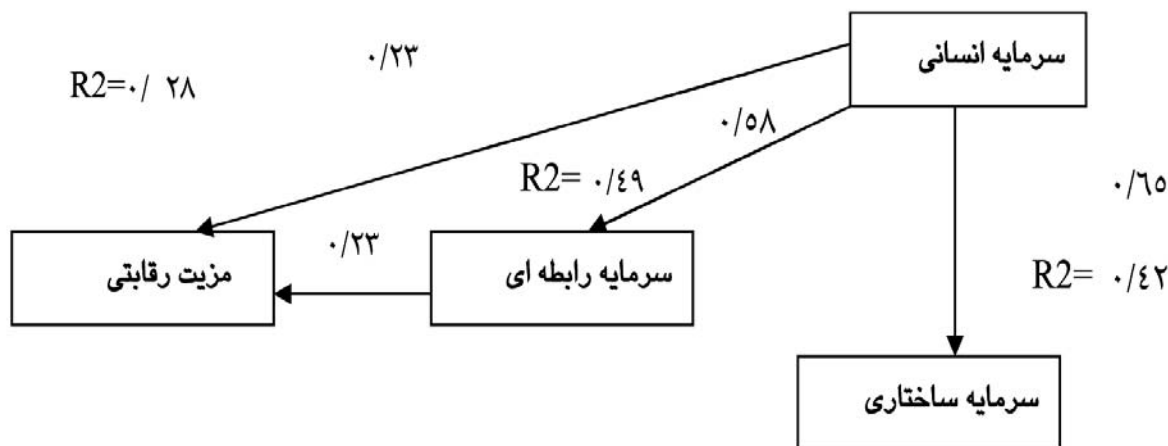 سرمایه انسانی
۰/۲۳
R2=۰/ ۲۸
۰/۵۸
R2= ۰/٤۹
۰/٦٥
۰/۲۳
سرمایه رابطه ای
مزیت رقابتی
R2= ۰/٤۲
سرمایه ساختاری